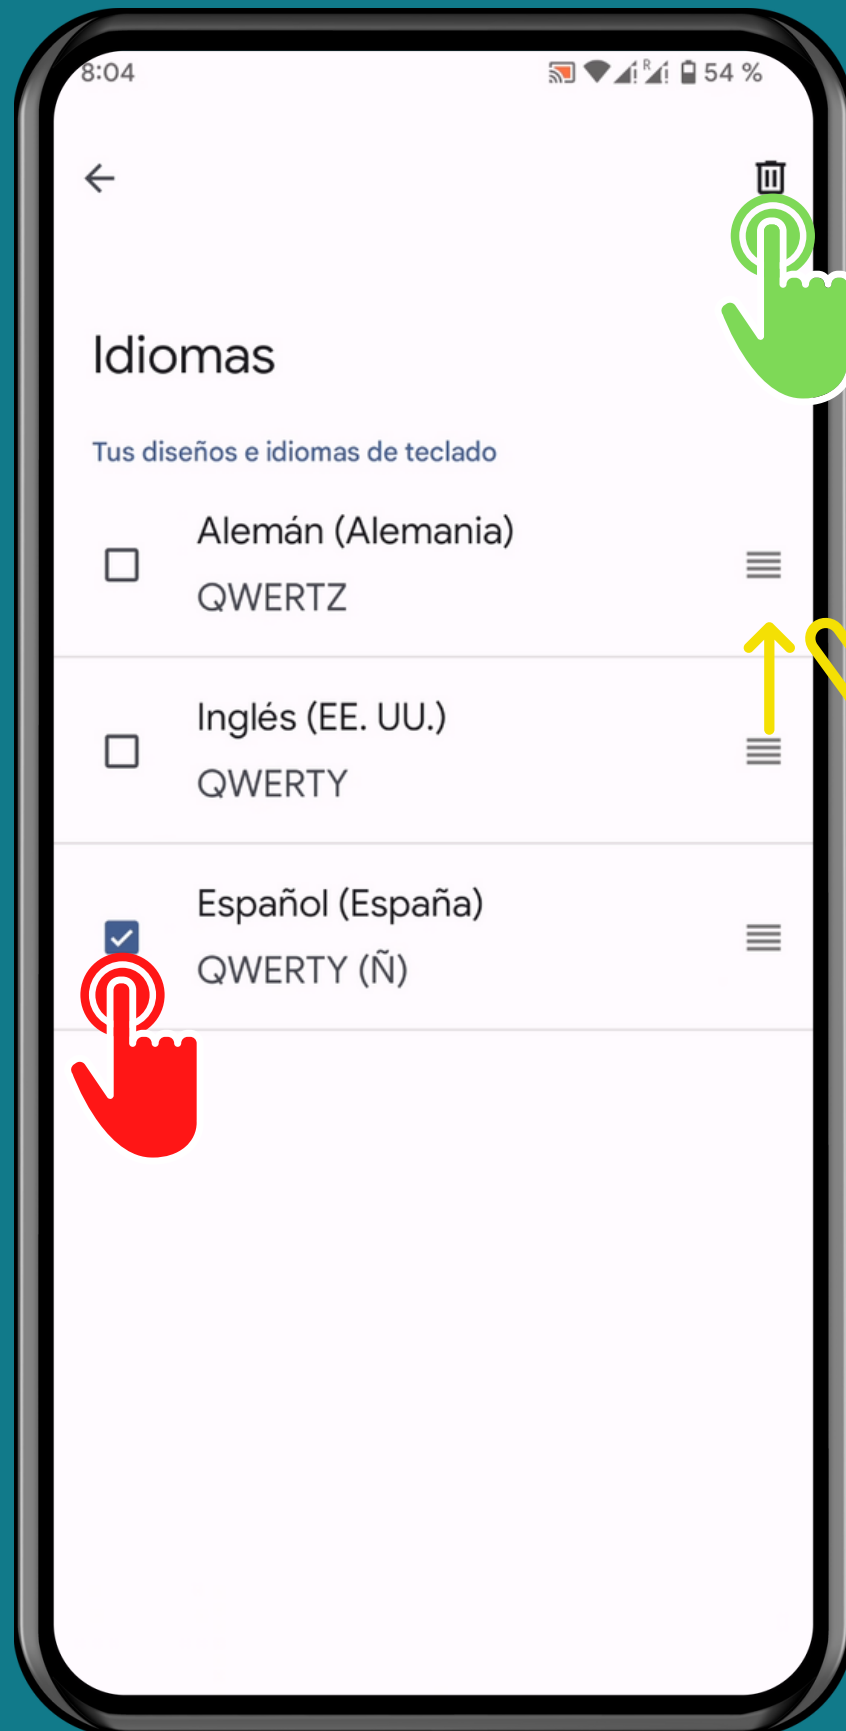 8:04
R
54 %
Idiomas
Tus diseños e idiomas de teclado
Alemán (Alemania)
QWERTZ
Inglés (EE. UU.)
QWERTY
Español (España)
QWERTY (Ñ)